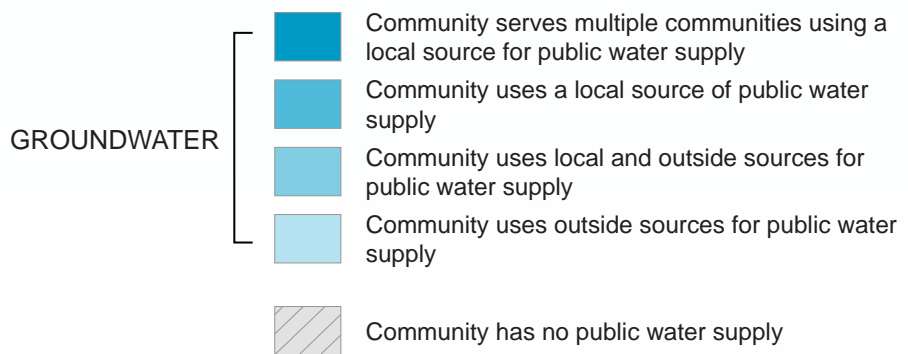 Community serves multiple communities using a
local source for public water supply
Community uses a local source of public water
supply
GROUNDWATER
Community uses local and outside sources for
public water supply
Community uses outside sources for public water
supply
Community has no public water supply